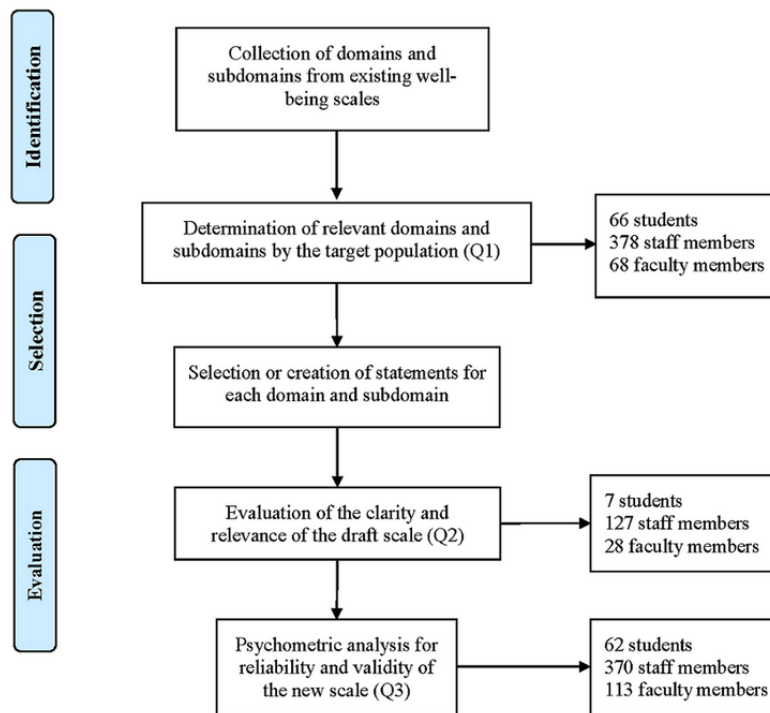 Identification
Collection of domains and
subdomains from existing well-
being scales
Determination of relevant domains and
subdomains by the target population (Q1)
66 students
378 staff members
68 faculty members
Selection
Selection or creation of statements for
each domain and subdomain
Evaluation
Evaluation of the clarity and
relevance of the draft scale (Q2)
7 students
127 staff members
28 faculty members
Psychometric analysis for
reliability and validity of
the new scale (Q3)
62 students
370 staff members
113 faculty members